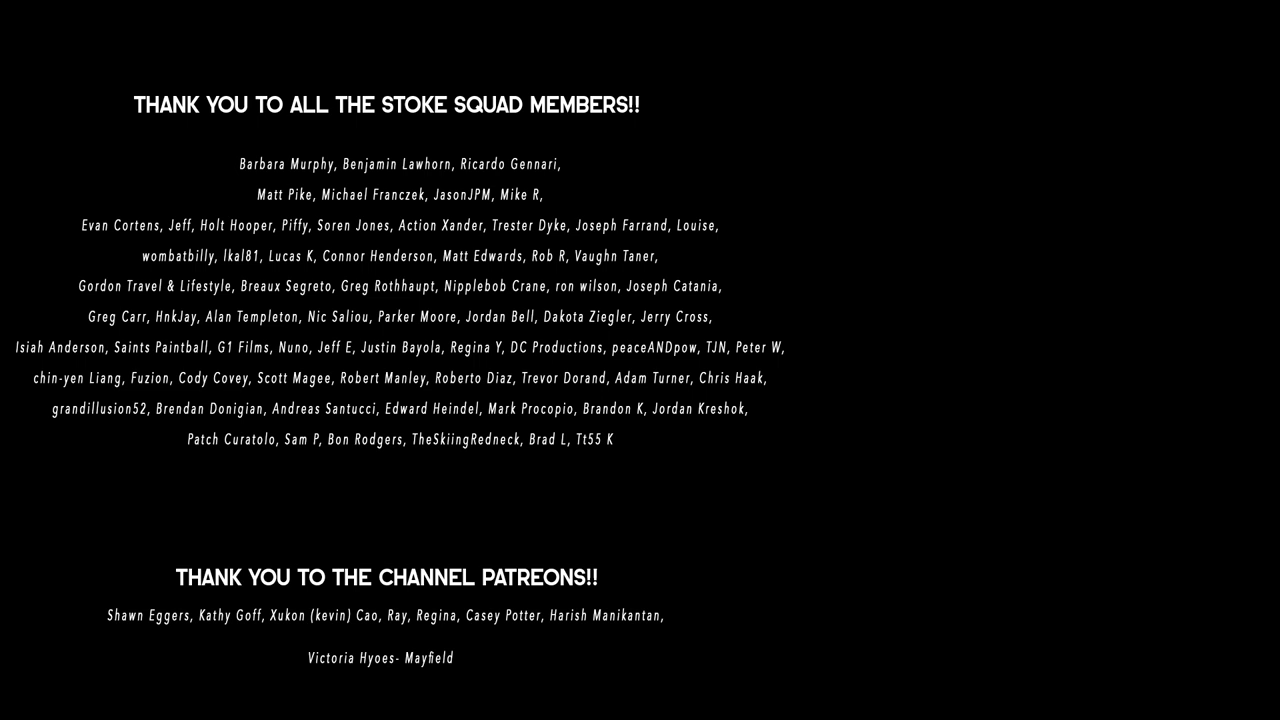 THANK YOU TO ALL THE STOKE SQUAD MEMBERS!!
Barbara Murphy, Benjamin Lawhorn, Ricardo Gennari,
Matt Pike, Michael Franczek, JasonJPM, Mike R,
Evan Cortens, Jeff, Holt Hooper, Piffy, Soren Jones, Action Xander, Trester Dyke, Joseph Farrand, Louise,
wombatbilly, lkal81, Lucas K, Connor Henderson, Matt Edwards, Rob R, Vaughn Taner,
Gordon Travel & Lifestyle, Breaux Segreto, Greg Rothhaupt, Nipplebob Crane, ron wilson, Joseph Catania,
Greg Carr, HnkJay, Alan Templeton, Nic Saliou, Parker Moore, Jordan Bell, Dakota Ziegler, Jerry Cross,
Isiah Anderson, Saints Paintball, G1 Films, Nuno, Jeff E, Justin Bayola, Regina Y, DC Productions, peaceANDpow, TJN, Peter W,
chin-yen Liang, Fuzion, Cody Covey, Scott Magee, Robert Manley, Roberto Diaz, Trevor Dorand, Adam Turner, Chris Haak,
grandillusion52, Brendan Donigian, Andreas Santucci, Edward Heindel, Mark Procopio, Brandon K, Jordan Kreshok,
Patch Curatolo, Sam P, Bon Rodgers, TheSkiingRedneck, Brad L, Tt55 K
THANK YOU TO THE CHANNEL PATREONS!!
Shawn Eggers, Kathy Goff, Xukon (kevin) Cao, Ray, Regina, Casey Potter, Harish Manikantan,
Victoria Hyoes- Mayfield